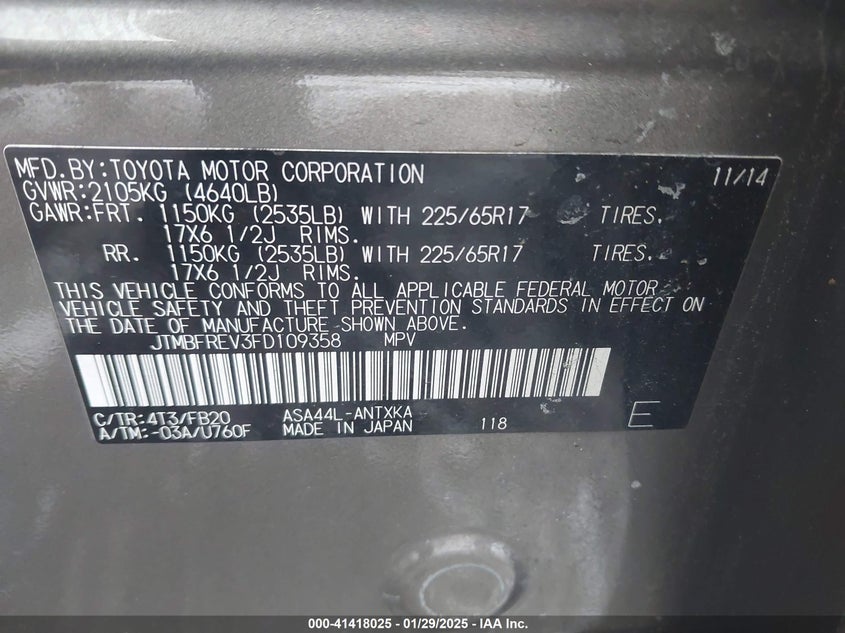 MFD.BY:TOYOTA MOTOR CORPORATION 11/14
GVWR:2105KG (4640LB)
GAWR:FRT. 1150KG (2535LB) WITH 225/65R17 TIRES,
17X6 1/2J RIMS.
RR. 1150KG (2535LB) WITH 225/65R17 TIRES,
17X6 1/2J RIMS.
THIS VEHICLE CONFORMS TO ALL APPLICABLE FEDERAL MOTOR
VEHICLE SAFETY AND THEFT PREVENTION STANDARDS IN EFFECT ON
THE DATE OF MANUFACTURE SHOWN ABOVE.
JTMBFREV3FD109358 MPV
C/TR:4T3/FB20 ASA44L-ANTXKA
A/TM:-03A/U760F MADE IN JAPAN 118 E
000-41418025 - 01/29/2025 - IAA Inc.